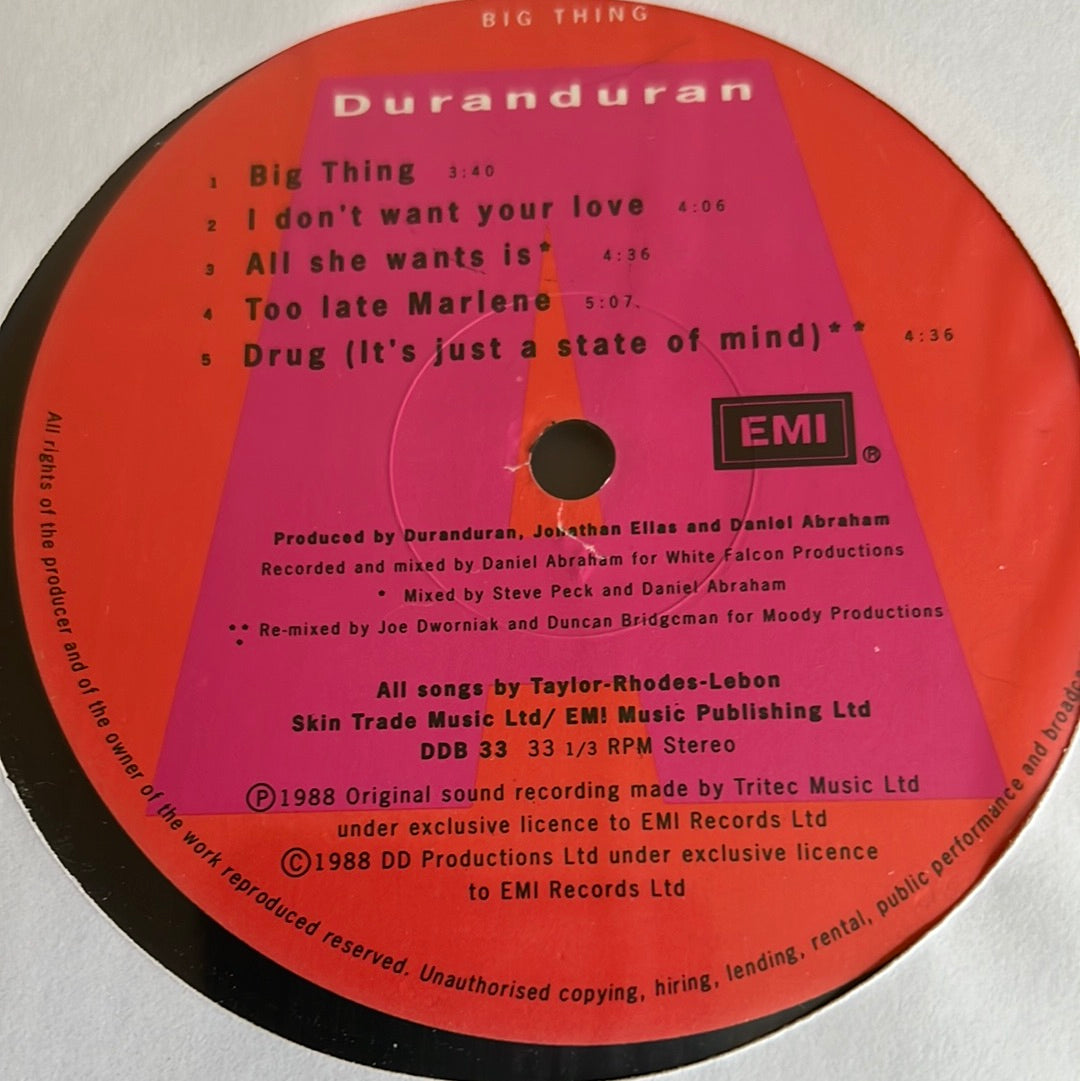 BIG THING
Duranduran
1 Big Thing 3:40
2 I don't want your love 4:06
3 All she wants is* 4:36
4 Too late Marlene 5:07
5 Drug (It's just a state of mind)** 4:36
EMI
®
Produced by Duranduran, Jonathan Elias and Daniel Abraham
Recorded and mixed by Daniel Abraham for White Falcon Productions
* Mixed by Steve Peck and Daniel Abraham
** Re-mixed by Joe Dworniak and Duncan Bridgeman for Moody Productions
All songs by Taylor-Rhodes-Lebon
Skin Trade Music Ltd/ EMI Music Publishing Ltd
DDB 33 33 1/3 RPM Stereo
Ⓟ1988 Original sound recording made by Tritec Music Ltd
under exclusive licence to EMI Records Ltd
©1988 DD Productions Ltd under exclusive licence
to EMI Records Ltd
All rights of the producer and of the owner of the work reproduced reserved. Unauthorised copying, hiring, lending, rental, public performance and